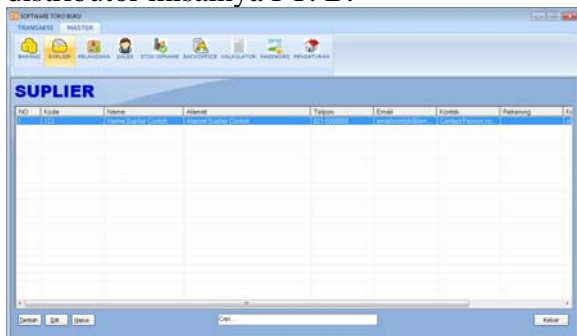 distributor misalnya PT. B.
SOFTWARE TOKO BUKU
TRANSAKSI MASTER
BARANG SUPLIER PELANGGAN SALES STOK OPNAME BACKOFFICE KALKULATOR PASSWORD PENGATURAN
SUPLIER
NO Kode Nama Alamat Telpon Email Kontak Rekening
1 123 Nama Suplier Contoh Alamat Suplier Contoh 021-0000000 Contact Person
Tambah Edit Hapus Cari... Keluar